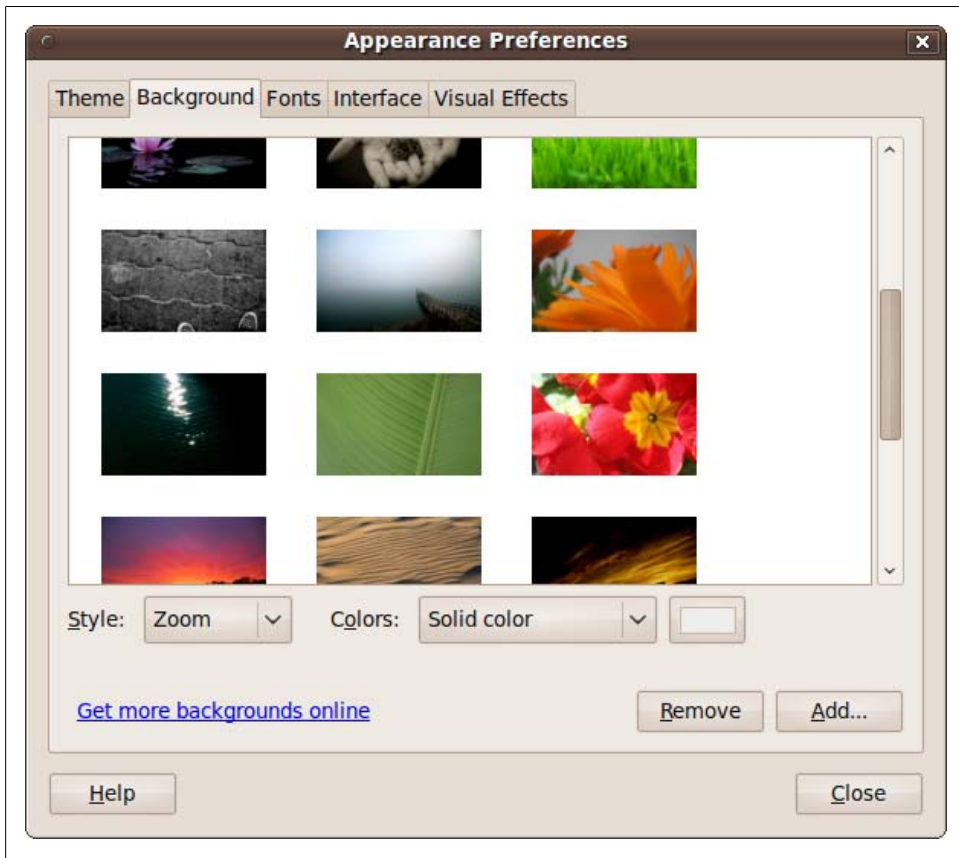 Appearance Preferences
Theme Background Fonts Interface Visual Effects
Style: Zoom Colors: Solid color
Get more backgrounds online Remove Add...
Help Close